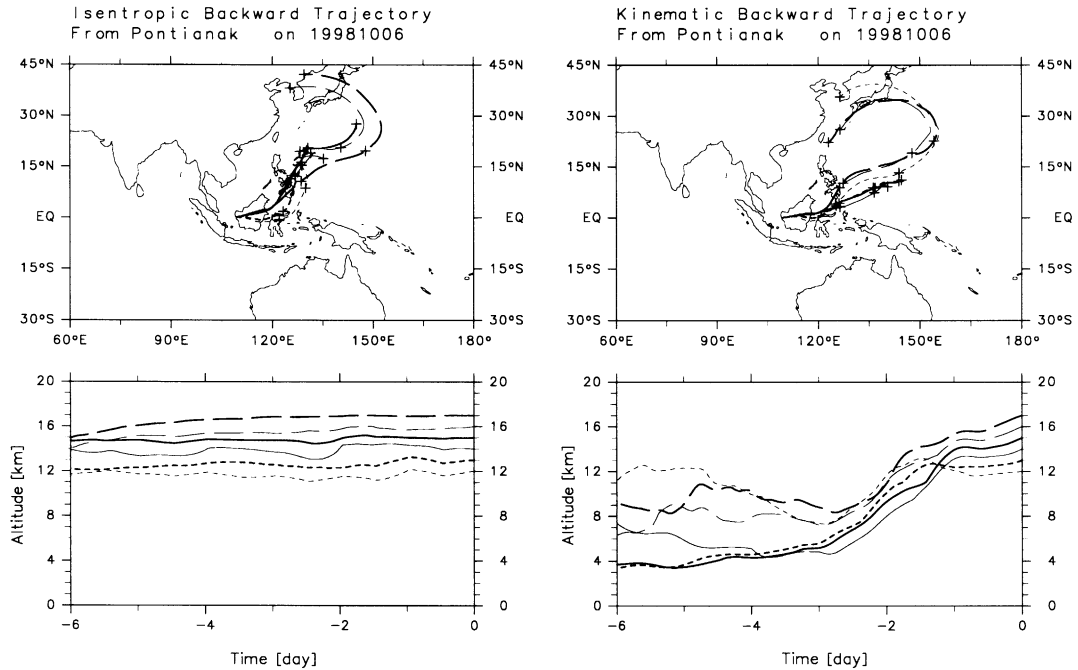 Isentropic Backward Trajectory
From Pontianak on 19981006
45°N
30°N
15°N
EQ
15°S
30°S
45°N
30°N
15°N
EQ
15°S
30°S
60°E 90°E 120°E 150°E 180°
Kinematic Backward Trajectory
From Pontianak on 19981006
45°N
30°N
15°N
EQ
15°S
30°S
45°N
30°N
15°N
EQ
15°S
30°S
60°E 90°E 120°E 150°E 180°
Altitude [km]
20
16
12
8
4
0
20
16
12
8
4
0
-6 -4 -2 0
Time [day]
Altitude [km]
20
16
12
8
4
0
20
16
12
8
4
0
-6 -4 -2 0
Time [day]